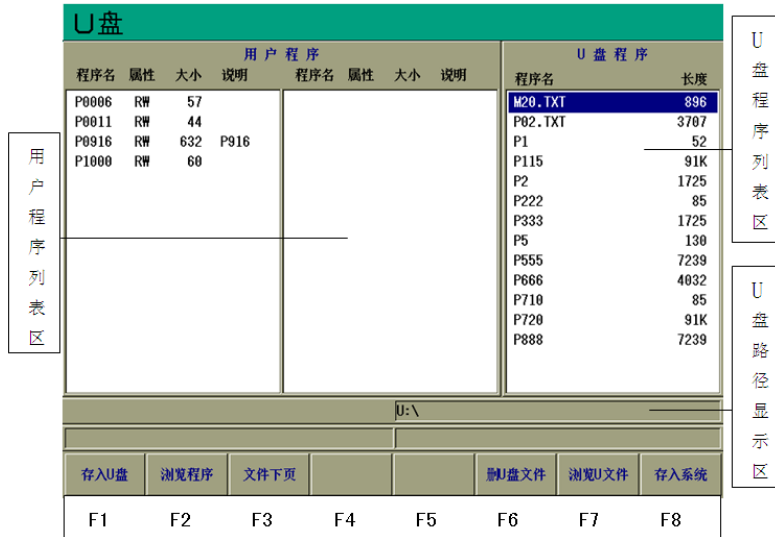 U盘
用户程序
U盘程序
程序名 属性 大小 说明 程序名 属性 大小 说明
程序名 长度
P0006 RW 57
P0011 RW 44
P0916 RW 632 P916
P1000 RW 60
M20.TXT 896
P02.TXT 3707
P1 52
P115 91K
P2 1725
P222 85
P333 1725
P5 130
P555 7239
P666 4032
P710 85
P720 91K
P888 7239
U:\
存入U盘 浏览程序 文件下页 删U盘文件 浏览U文件 存入系统
F1 F2 F3 F4 F5 F6 F7 F8
用户程序列表区
U盘程序列表区
U盘路径显示区